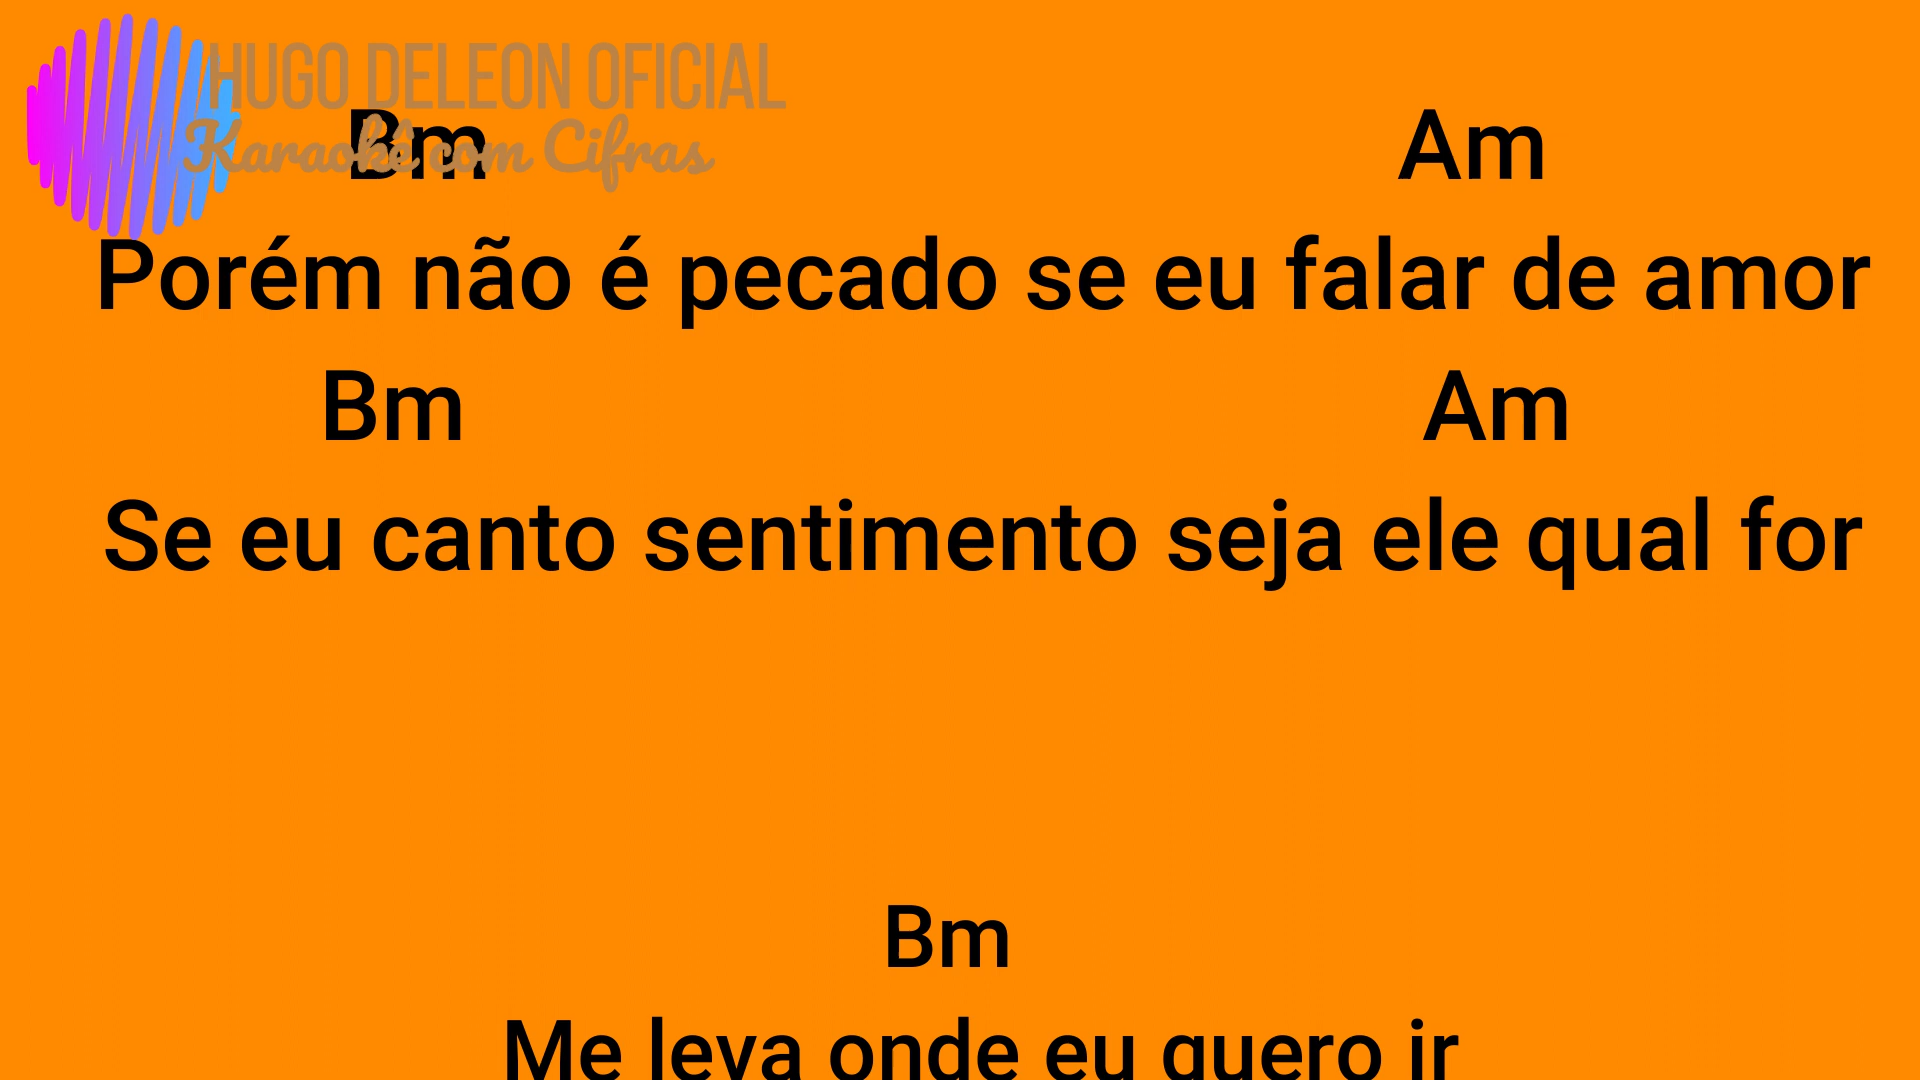 HUGO DELEON OFICIAL
Karaokê com Cifras
Bm Am
Porém não é pecado se eu falar de amor
Bm Am
Se eu canto sentimento seja ele qual for
Bm
Me leva onde eu quero ir